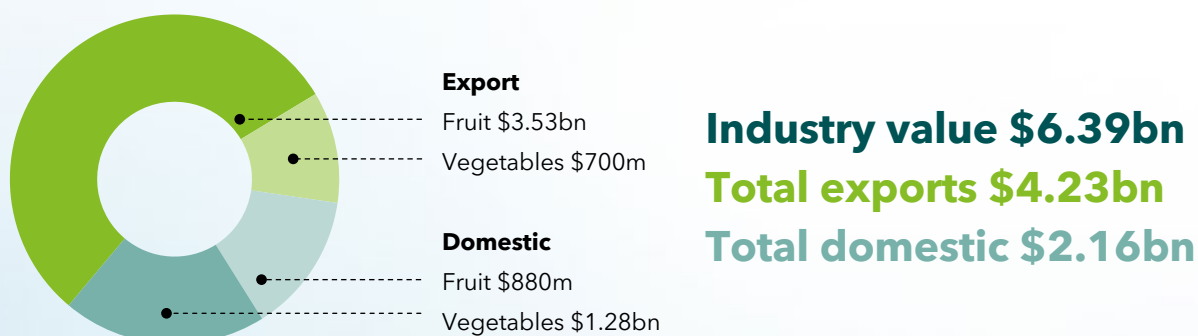 Export
Fruit $3.53bn
Vegetables $700m
Domestic
Fruit $880m
Vegetables $1.28bn
Industry value $6.39bn
Total exports $4.23bn
Total domestic $2.16bn